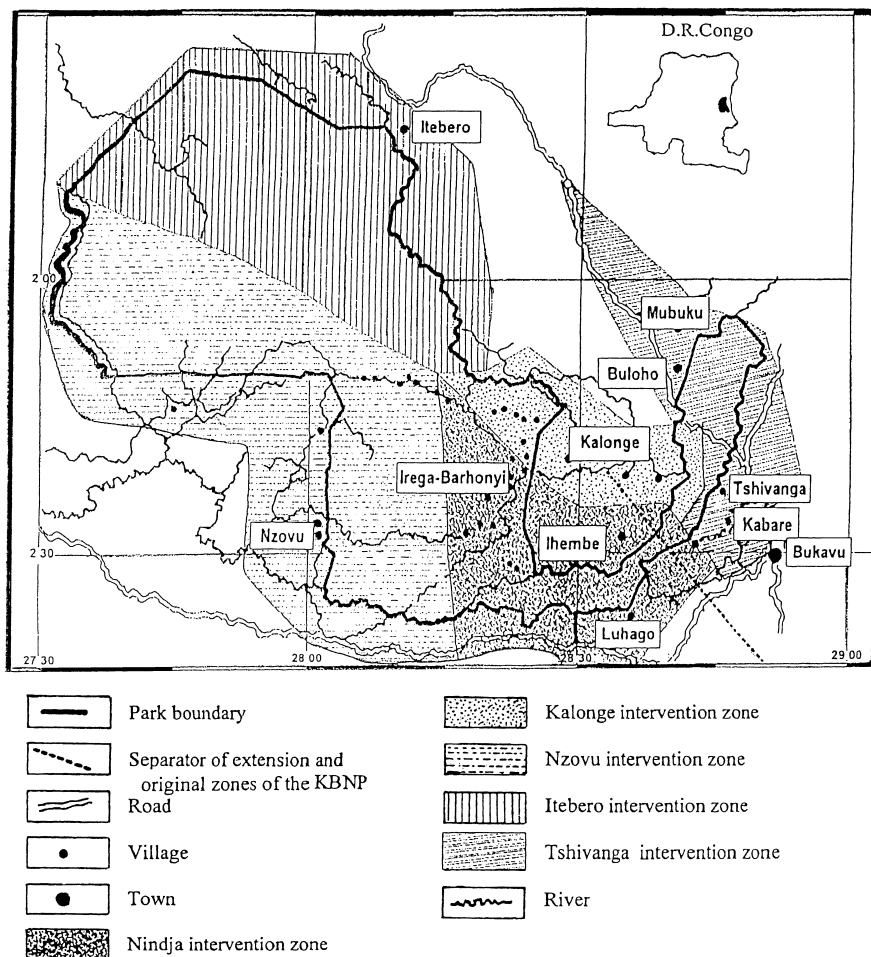 D.R.Congo
Itebero
2 00
Mubuku
Buloho
Kalonge
Irega-Barhonyi
Tshivanga
Kabare
Nzovu
Ihembe
Bukavu
2 30
Luhago
27 30
28 00
28 30
29 00
Park boundary
Kalonge intervention zone
Separator of extension and
original zones of the KBNP
Nzovu intervention zone
Road
Itebero intervention zone
Village
Tshivanga intervention zone
Town
River
Nindja intervention zone